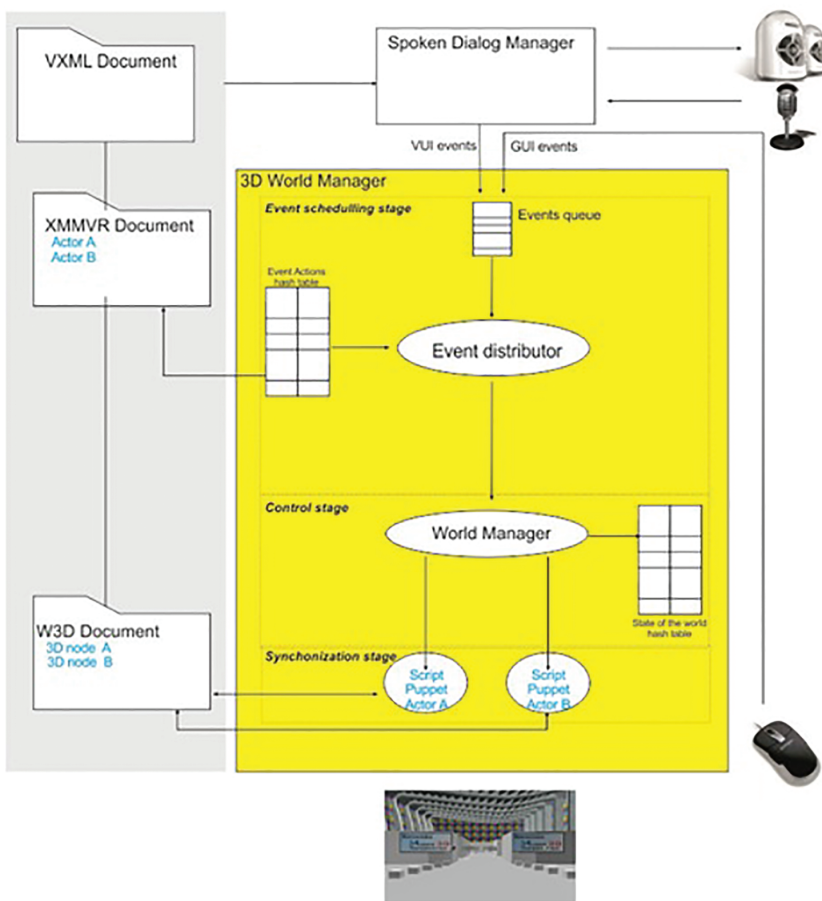 VXML Document
Spoken Dialog Manager
VUI events
GUI events
3D World Manager
Event schedulling stage
Events queue
XMMVR Document
Actor A
Actor B
Event Actions
hash table
Event distributor
Control stage
World Manager
State of the world
hash table
W3D Document
3D node A
3D node B
Synchonization stage
Script
Puppet
Actor A
Script
Puppet
Actor B